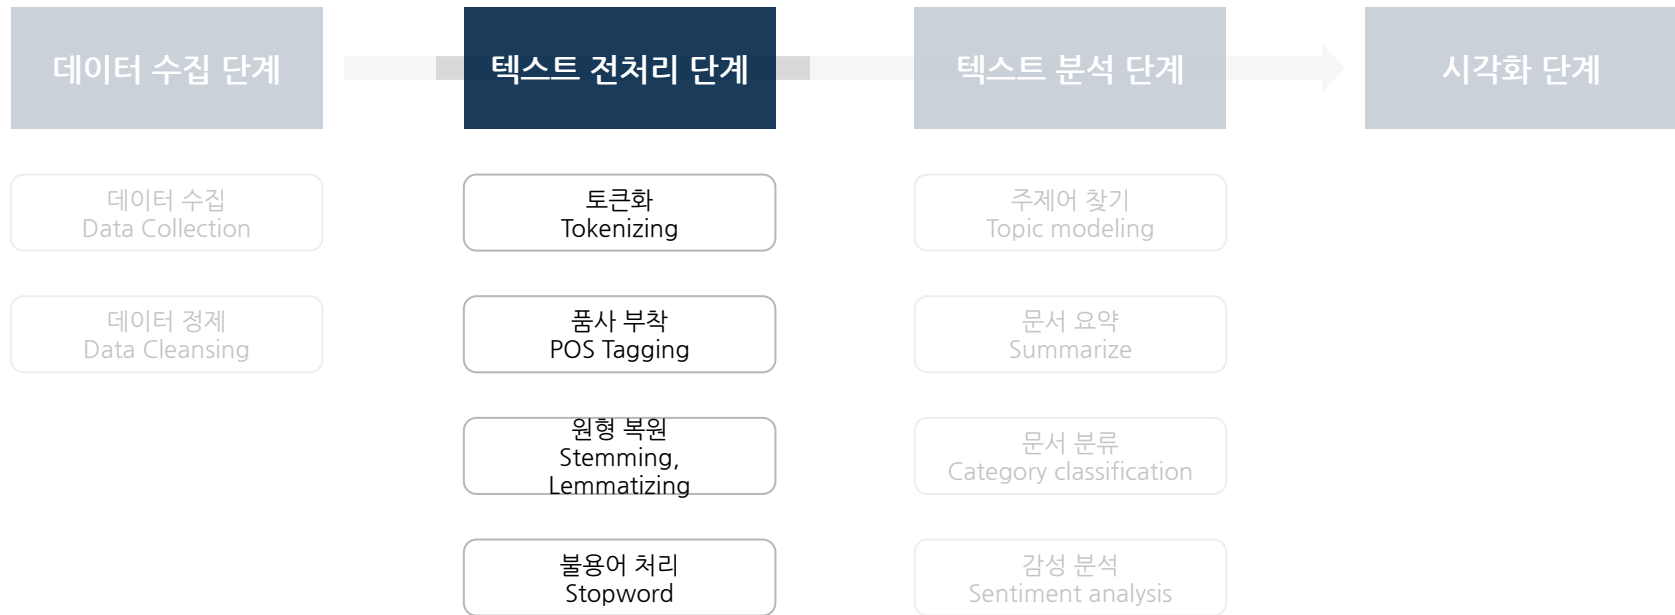 데이터 수집 단계
데이터 수집
Data Collection
데이터 정제
Data Cleansing
텍스트 전처리 단계
토큰화
Tokenizing
품사 부착
POS Tagging
원형 복원
Stemming,
Lemmatizing
불용어 처리
Stopword
텍스트 분석 단계
주제어 찾기
Topic modeling
문서 요약
Summarize
문서 분류
Category classification
감성 분석
Sentiment analysis
시각화 단계